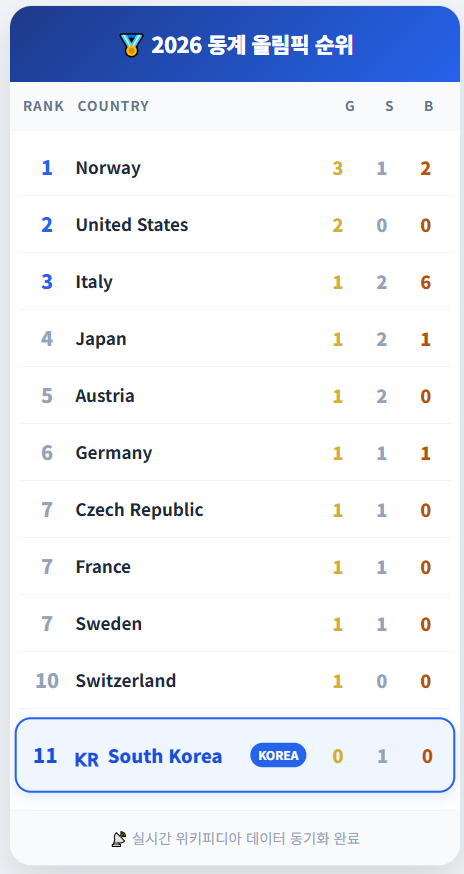 2026 동계 올림픽 순위
RANK COUNTRY G S B
1 Norway 3 1 2
2 United States 2 0 0
3 Italy 1 2 6
4 Japan 1 2 1
5 Austria 1 2 0
6 Germany 1 1 1
7 Czech Republic 1 1 0
7 France 1 1 0
7 Sweden 1 1 0
10 Switzerland 1 0 0
11 KR South Korea KOREA 0 1 0
실시간 위키피디아 데이터 동기화 완료